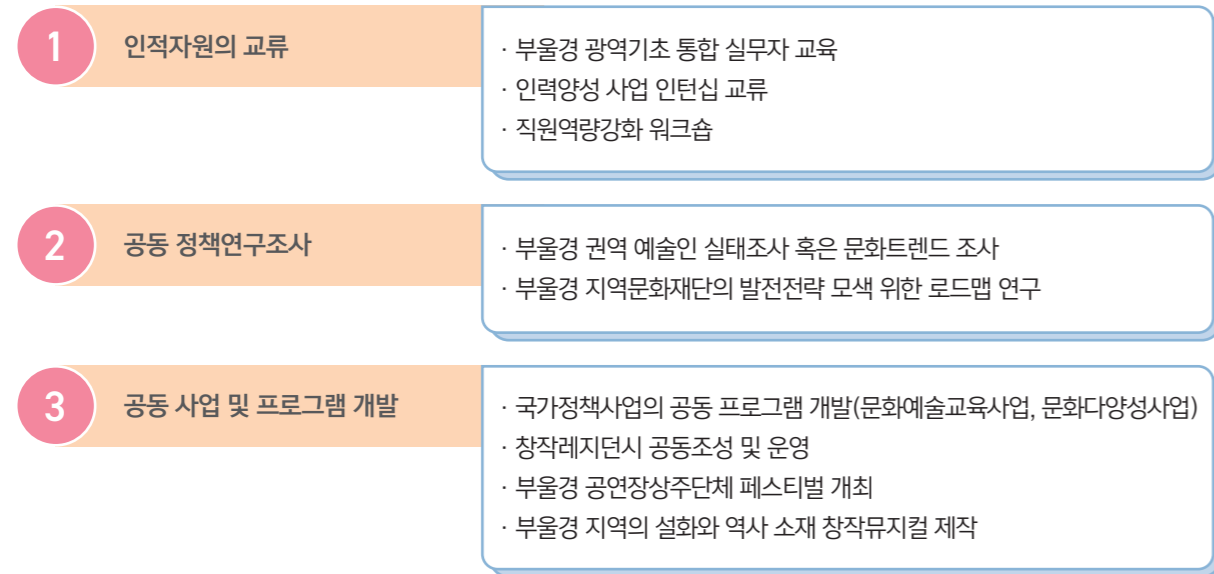 1 인적자원의 교류
· 부울경 광역기초 통합 실무자 교육
· 인력양성 사업 인턴십 교류
· 직원역량강화 워크숍
2 공동 정책연구조사
· 부울경 권역 예술인 실태조사 혹은 문화트렌드 조사
· 부울경 지역문화재단의 발전전략 모색 위한 로드맵 연구
3 공동 사업 및 프로그램 개발
· 국가정책사업의 공동 프로그램 개발(문화예술교육사업, 문화다양성사업)
· 창작레지던시 공동조성 및 운영
· 부울경 공연장상주단체 페스티벌 개최
· 부울경 지역의 설화와 역사 소재 창작뮤지컬 제작